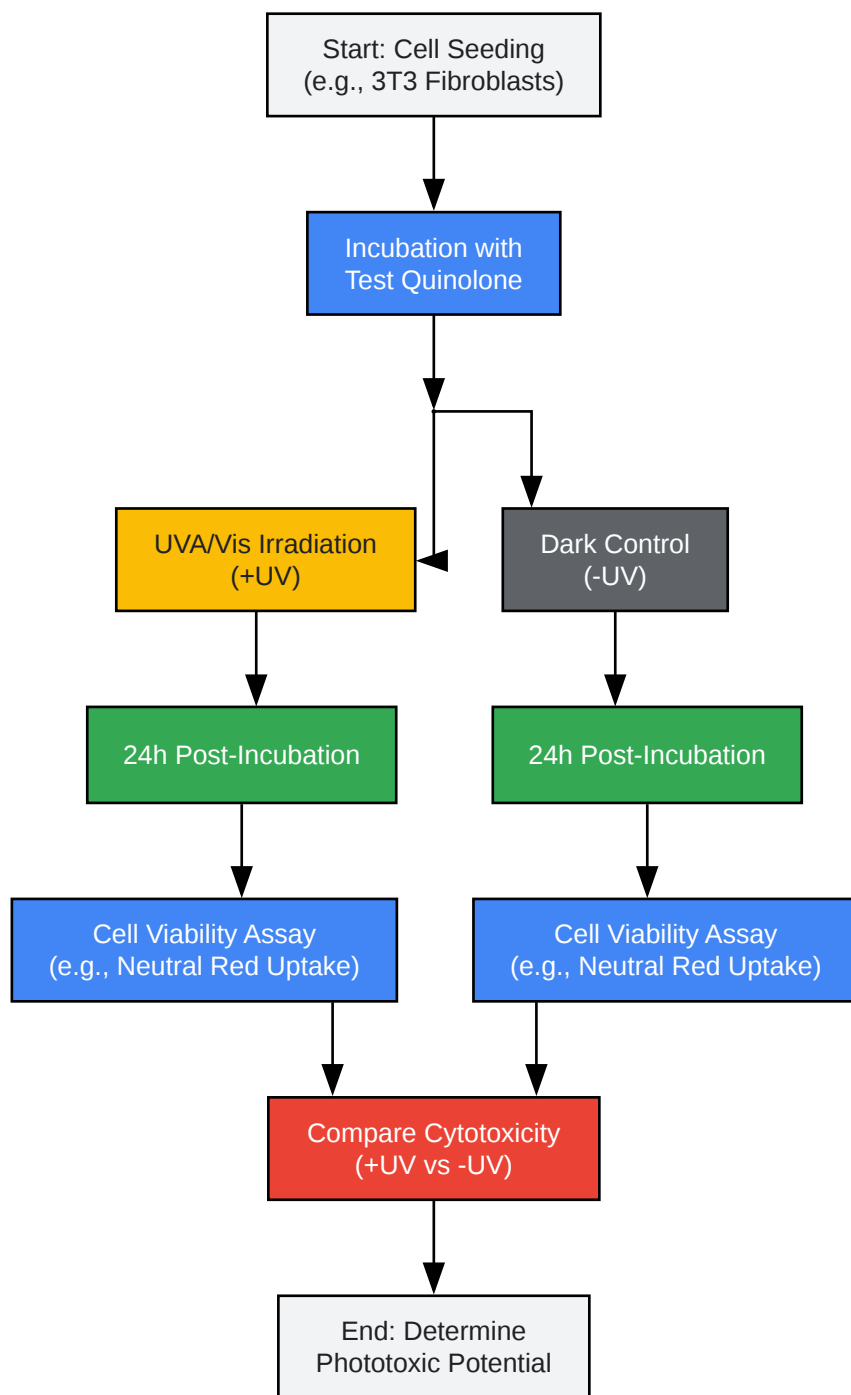 Start: Cell Seeding
(e.g., 3T3 Fibroblasts)
Incubation with
Test Quinolone
UVA/Vis Irradiation
(+UV)
Dark Control
(-UV)
24h Post-Incubation
24h Post-Incubation
Cell Viability Assay
(e.g., Neutral Red Uptake)
Cell Viability Assay
(e.g., Neutral Red Uptake)
Compare Cytotoxicity
(+UV vs -UV)
End: Determine
Phototoxic Potential